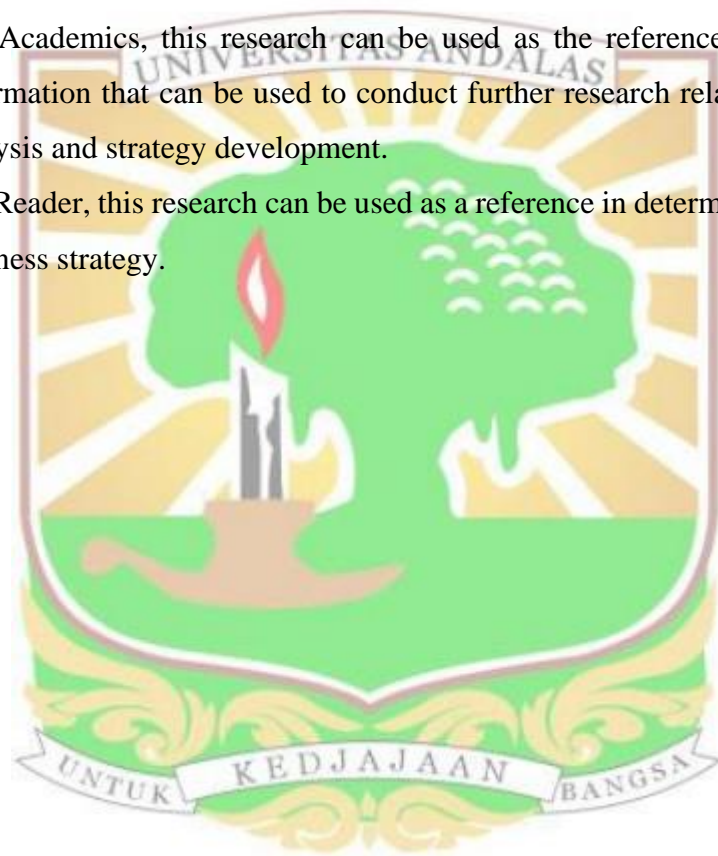 Academics, this research can be used as the reference
UNIVERSITAS ANDALAS
rmation that can be used to conduct further research rela
ysis and strategy development.
Reader, this research can be used as a reference in determ
ness strategy.
UNTUK KEDJAJAAN BANGSA